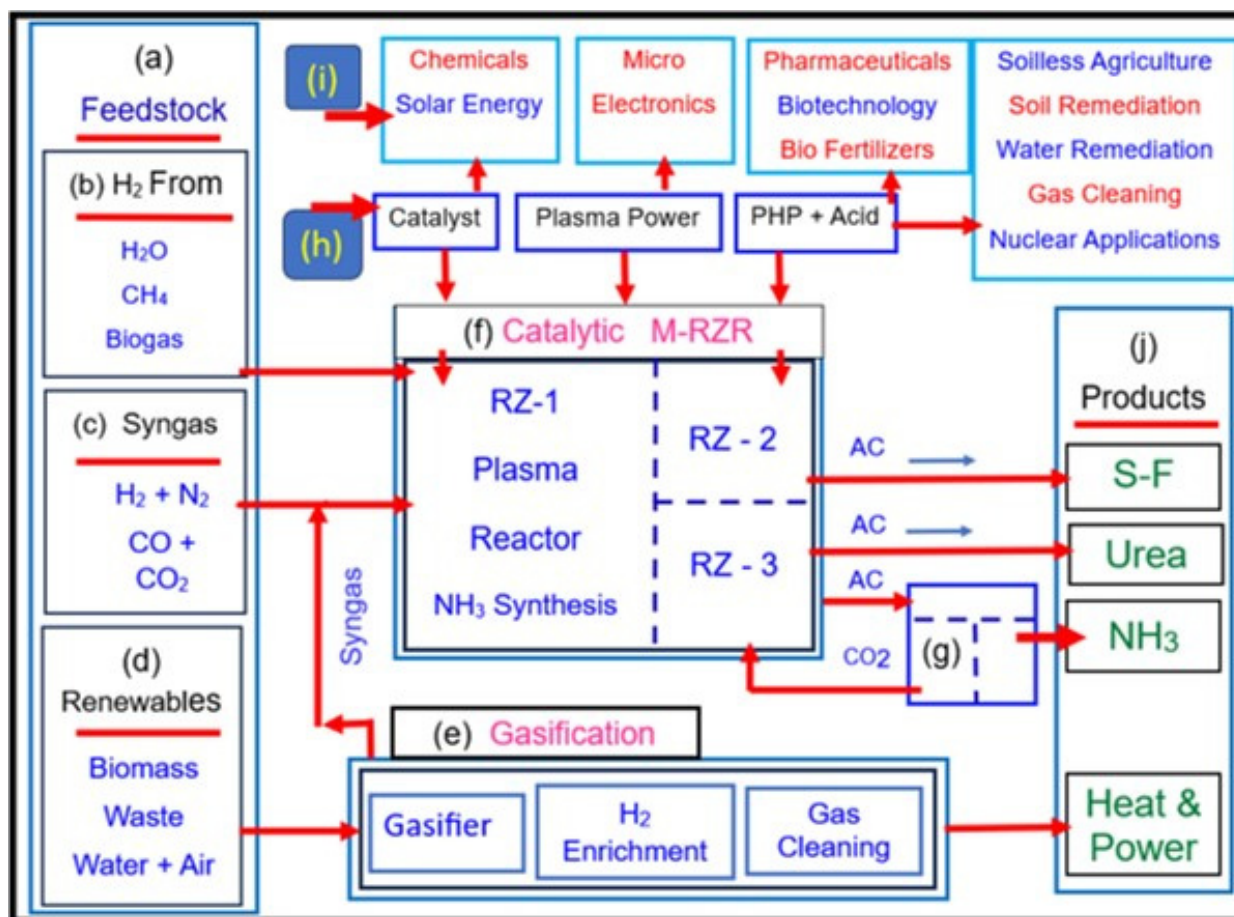 (a)
Feedstock
(b) H₂ From
H₂O
CH₄
Biogas
(c) Syngas
H₂ + N₂
CO +
CO₂
(d)
Renewables
Biomass
Waste
Water + Air
(i)
Chemicals
Solar Energy
Micro
Electronics
Pharmaceuticals
Biotechnology
Bio Fertilizers
Soilless Agriculture
Soil Remediation
Water Remediation
Gas Cleaning
Nuclear Applications
(h)
Catalyst
Plasma Power
PHP + Acid
(f) Catalytic M-RZR
RZ-1
Plasma
Reactor
NH₃ Synthesis
RZ - 2
RZ - 3
AC
AC
AC
CO2
(g)
Syngas
(e) Gasification
Gasifier
H₂
Enrichment
Gas
Cleaning
(j)
Products
S-F
Urea
NH₃
Heat &
Power